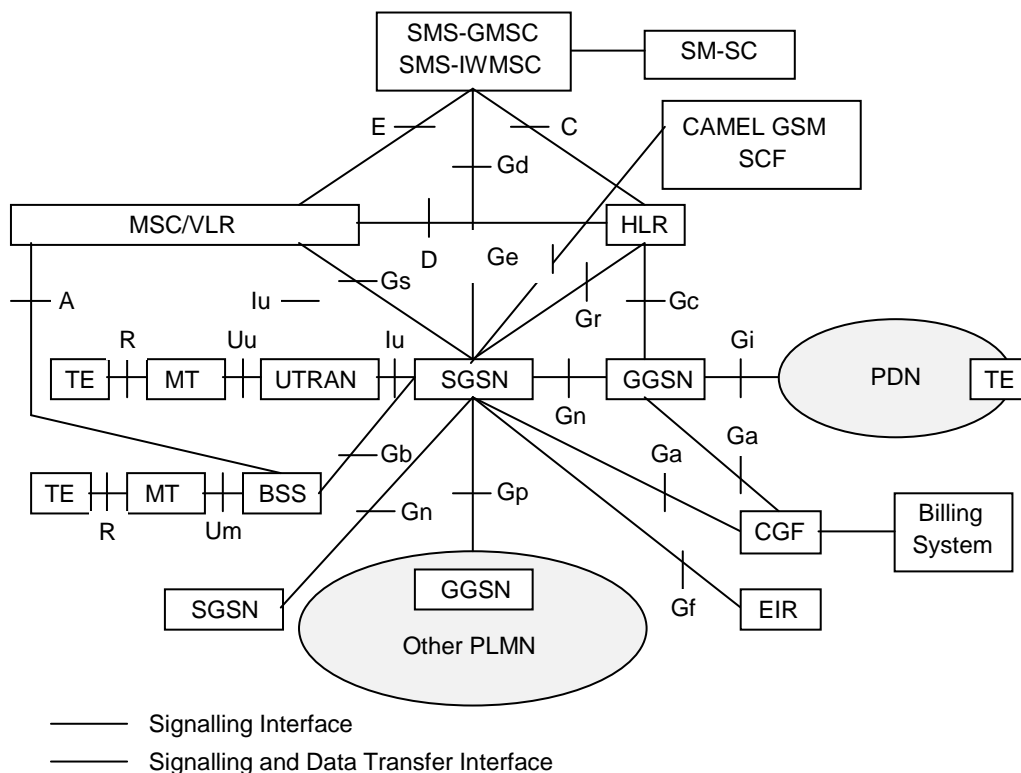 SMS-GMSC
SMS-IWMSC
SM-SC
E
C
CAMEL GSM
SCF
Gd
MSC/VLR
HLR
D
Ge
Gs
A
Iu
Gr
Gc
R
Uu
Iu
Gi
TE
MT
UTRAN
SGSN
GGSN
PDN
TE
Gn
Gb
Ga
Ga
TE
MT
BSS
Gn
Gp
R
Um
CGF
Billing
System
SGSN
GGSN
Gf
EIR
Other PLMN
Signalling Interface
Signalling and Data Transfer Interface